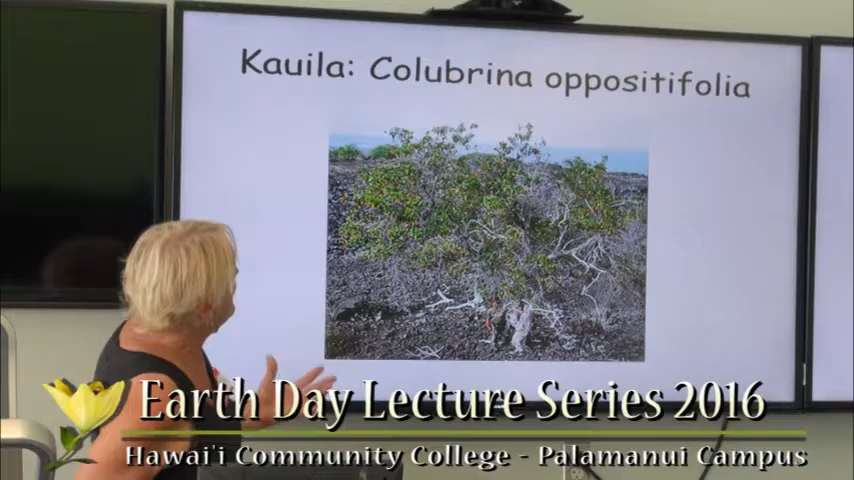 Kauila: Colubrina oppositifolia
Earth Day Lecture Series 2016
Hawai'i Community College - Palamanui Campus